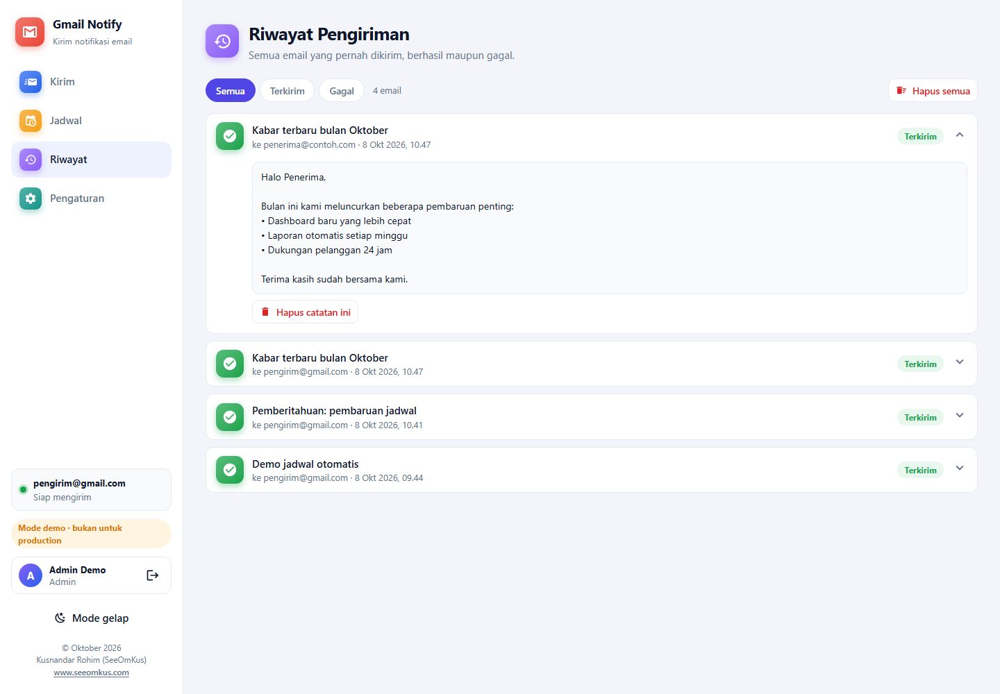 Gmail Notify
Kirim notifikasi email
Kirim
Jadwal
Riwayat
Pengaturan
pengirim@gmail.com
Siap mengirim
Mode demo · bukan untuk
production
A
Admin Demo
Admin
Mode gelap
© Oktober 2026
Kusnandar Rohim (SeeOmKus)
www.seeomkus.com
Riwayat Pengiriman
Semua email yang pernah dikirim, berhasil maupun gagal.
Semua
Terkirim
Gagal
4 email
Hapus semua
Kabar terbaru bulan Oktober
ke penerima@contoh.com · 8 Okt 2026, 10.47
Terkirim
Halo Penerima,
Bulan ini kami meluncurkan beberapa pembaruan penting:
• Dashboard baru yang lebih cepat
• Laporan otomatis setiap minggu
• Dukungan pelanggan 24 jam
Terima kasih sudah bersama kami.
Hapus catatan ini
Kabar terbaru bulan Oktober
ke pengirim@gmail.com · 8 Okt 2026, 10.47
Terkirim
Pemberitahuan: pembaruan jadwal
ke pengirim@gmail.com · 8 Okt 2026, 10.41
Terkirim
Demo jadwal otomatis
ke pengirim@gmail.com · 8 Okt 2026, 09.44
Terkirim